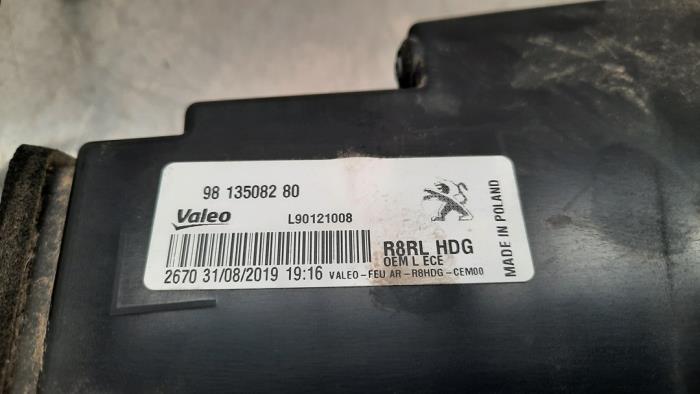 98 135082 80
Valeo L90121008
R8RL HDG
OEM L ECE
2670 31/08/2019 19:16 VALEO-FEU AR-R8HDG-CEM00
MADE IN POLAND